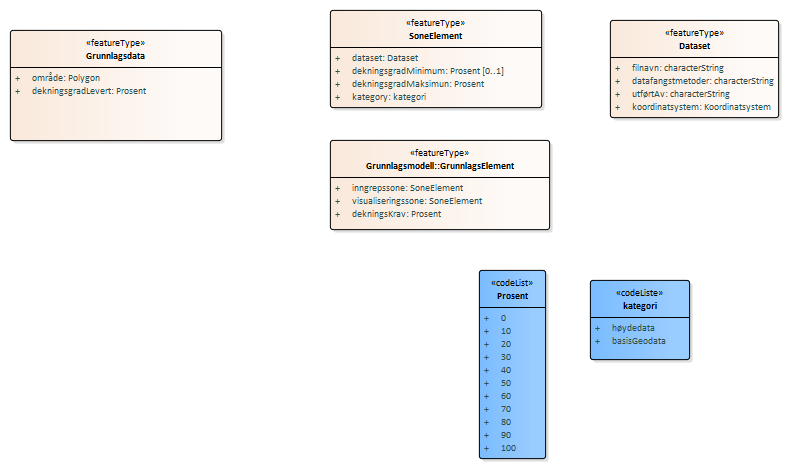 «featureType»
Grunnlagsdata
+ område: Polygon
+ dekningsgradLevert: Prosent
«featureType»
SoneElement
+ dataset: Dataset
+ dekningsgradMinimum: Prosent [0..1]
+ dekningsgradMaksimun: Prosent
+ kategory: kategori
«featureType»
Dataset
+ filnavn: characterString
+ datafangstmetoder: characterString
+ utførtAv: characterString
+ koordinatsystem: Koordinatsystem
«featureType»
Grunnlagsmodell::GrunnlagsElement
+ inngrepssone: SoneElement
+ visualiseringssone: SoneElement
+ dekningsKrav: Prosent
«codeList»
Prosent
+ 0
+ 10
+ 20
+ 30
+ 40
+ 50
+ 60
+ 70
+ 80
+ 90
+ 100
«codeListe»
kategori
+ høydedata
+ basisGeodata